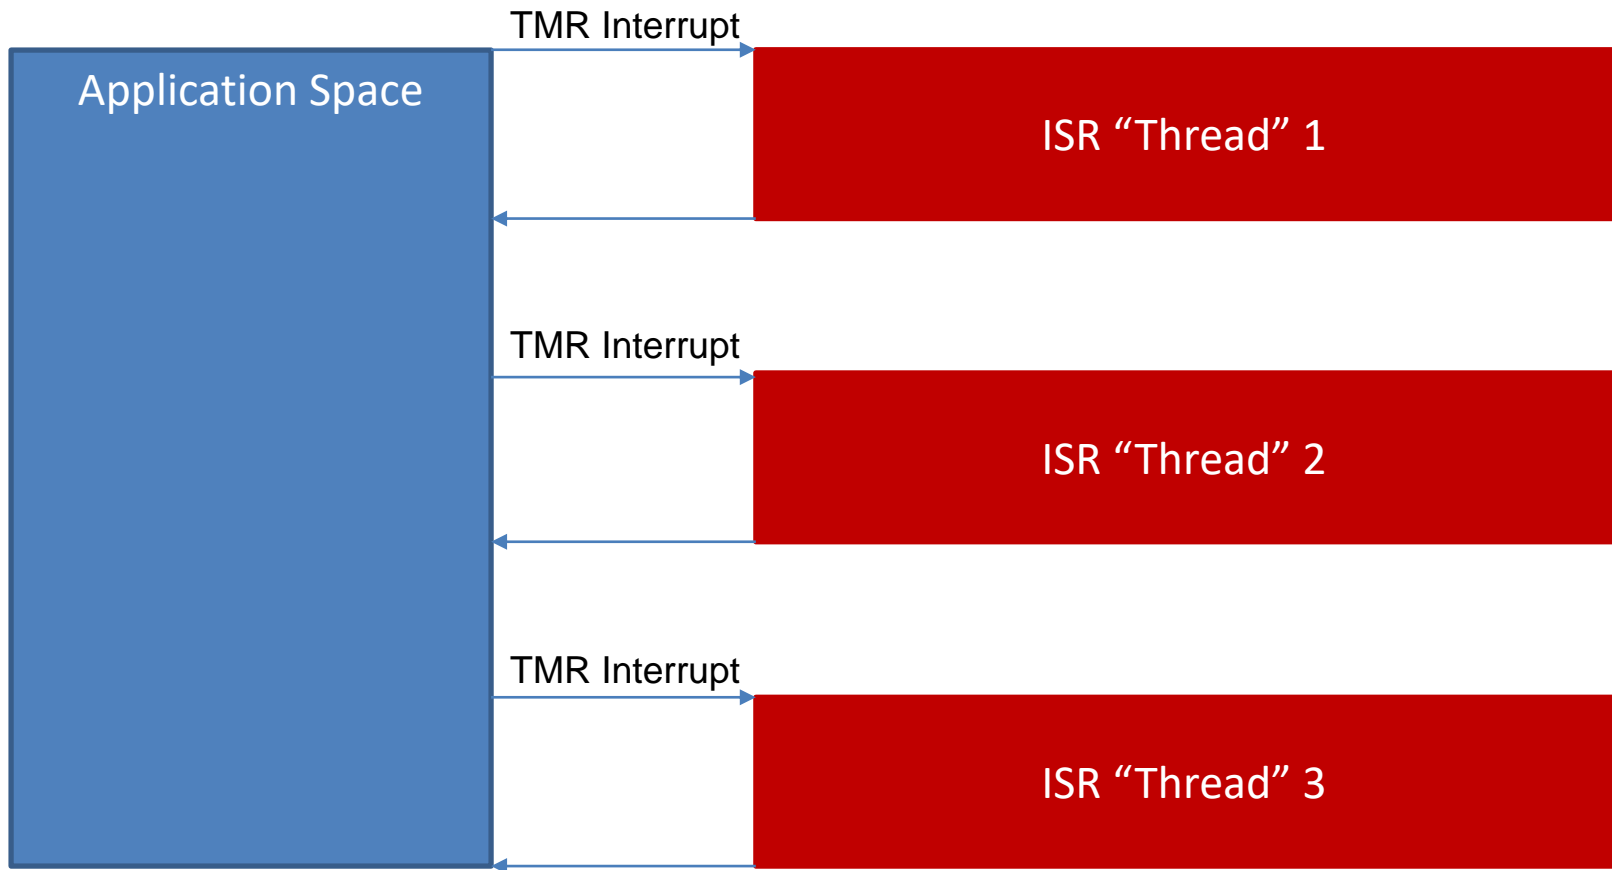 TMR Interrupt
Application Space
ISR “Thread” 1
TMR Interrupt
ISR “Thread” 2
TMR Interrupt
ISR “Thread” 3